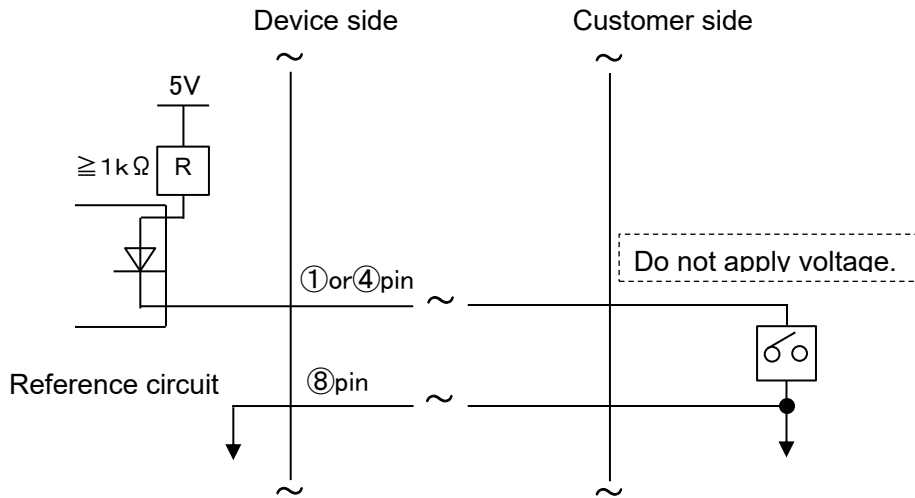 Device side
Customer side
5V
≧1kΩ
R
Do not apply voltage.
①or④pin
Reference circuit
⑧pin